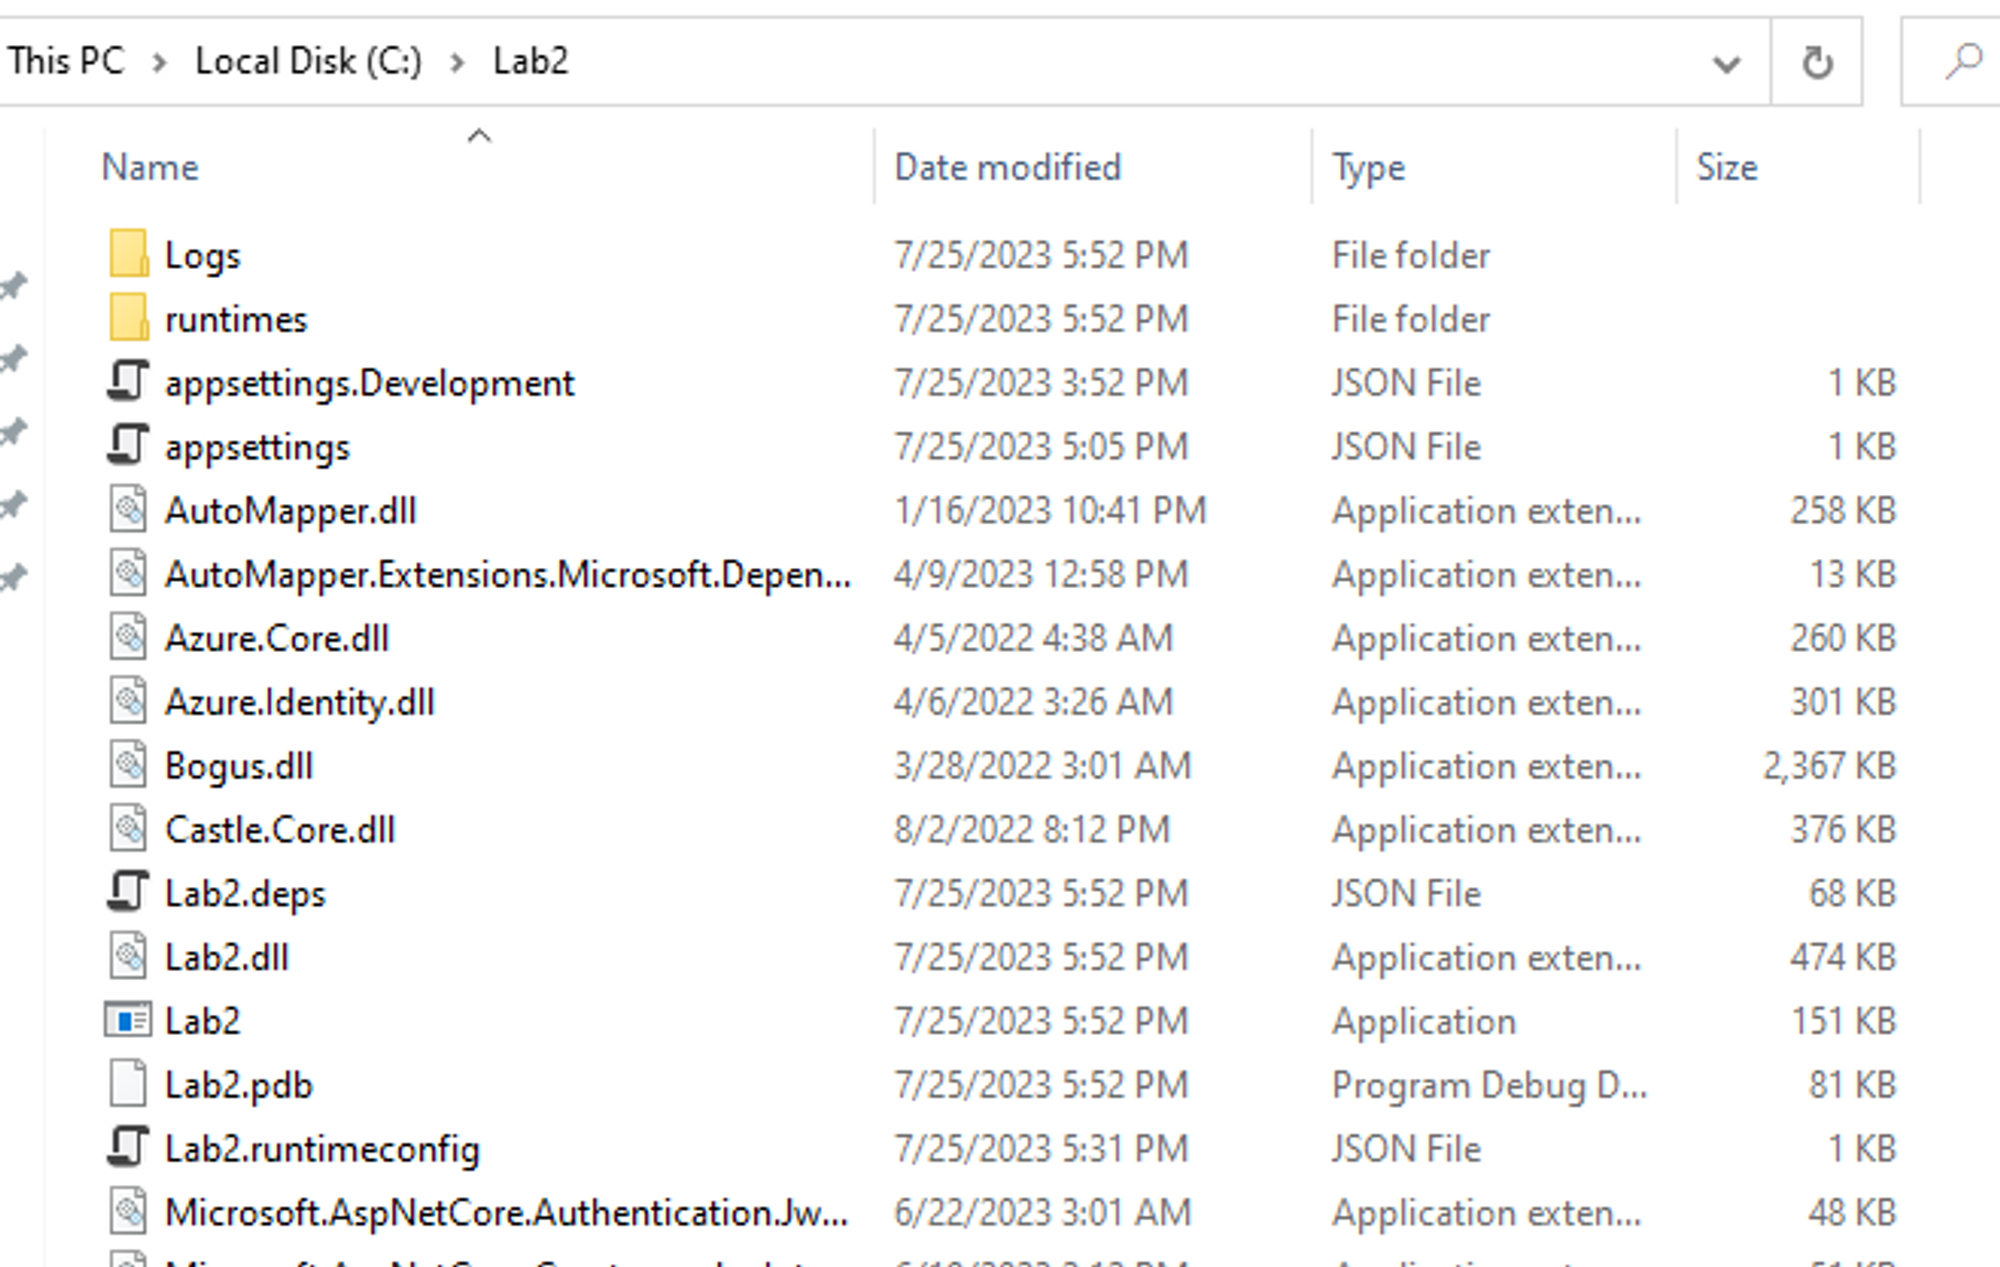 This PC > Local Disk (C:) > Lab2
Name Date modified Type Size
Logs 7/25/2023 5:52 PM File folder
runtimes 7/25/2023 5:52 PM File folder
appsettings.Development 7/25/2023 3:52 PM JSON File 1 KB
appsettings 7/25/2023 5:05 PM JSON File 1 KB
AutoMapper.dll 1/16/2023 10:41 PM Application exten... 258 KB
AutoMapper.Extensions.Microsoft.Depen... 4/9/2023 12:58 PM Application exten... 13 KB
Azure.Core.dll 4/5/2022 4:38 AM Application exten... 260 KB
Azure.Identity.dll 4/6/2022 3:26 AM Application exten... 301 KB
Bogus.dll 3/28/2022 3:01 AM Application exten... 2,367 KB
Castle.Core.dll 8/2/2022 8:12 PM Application exten... 376 KB
Lab2.deps 7/25/2023 5:52 PM JSON File 68 KB
Lab2.dll 7/25/2023 5:52 PM Application exten... 474 KB
Lab2 7/25/2023 5:52 PM Application 151 KB
Lab2.pdb 7/25/2023 5:52 PM Program Debug D... 81 KB
Lab2.runtimeconfig 7/25/2023 5:31 PM JSON File 1 KB
Microsoft.AspNetCore.Authentication.Jw... 6/22/2023 3:01 AM Application exten... 48 KB